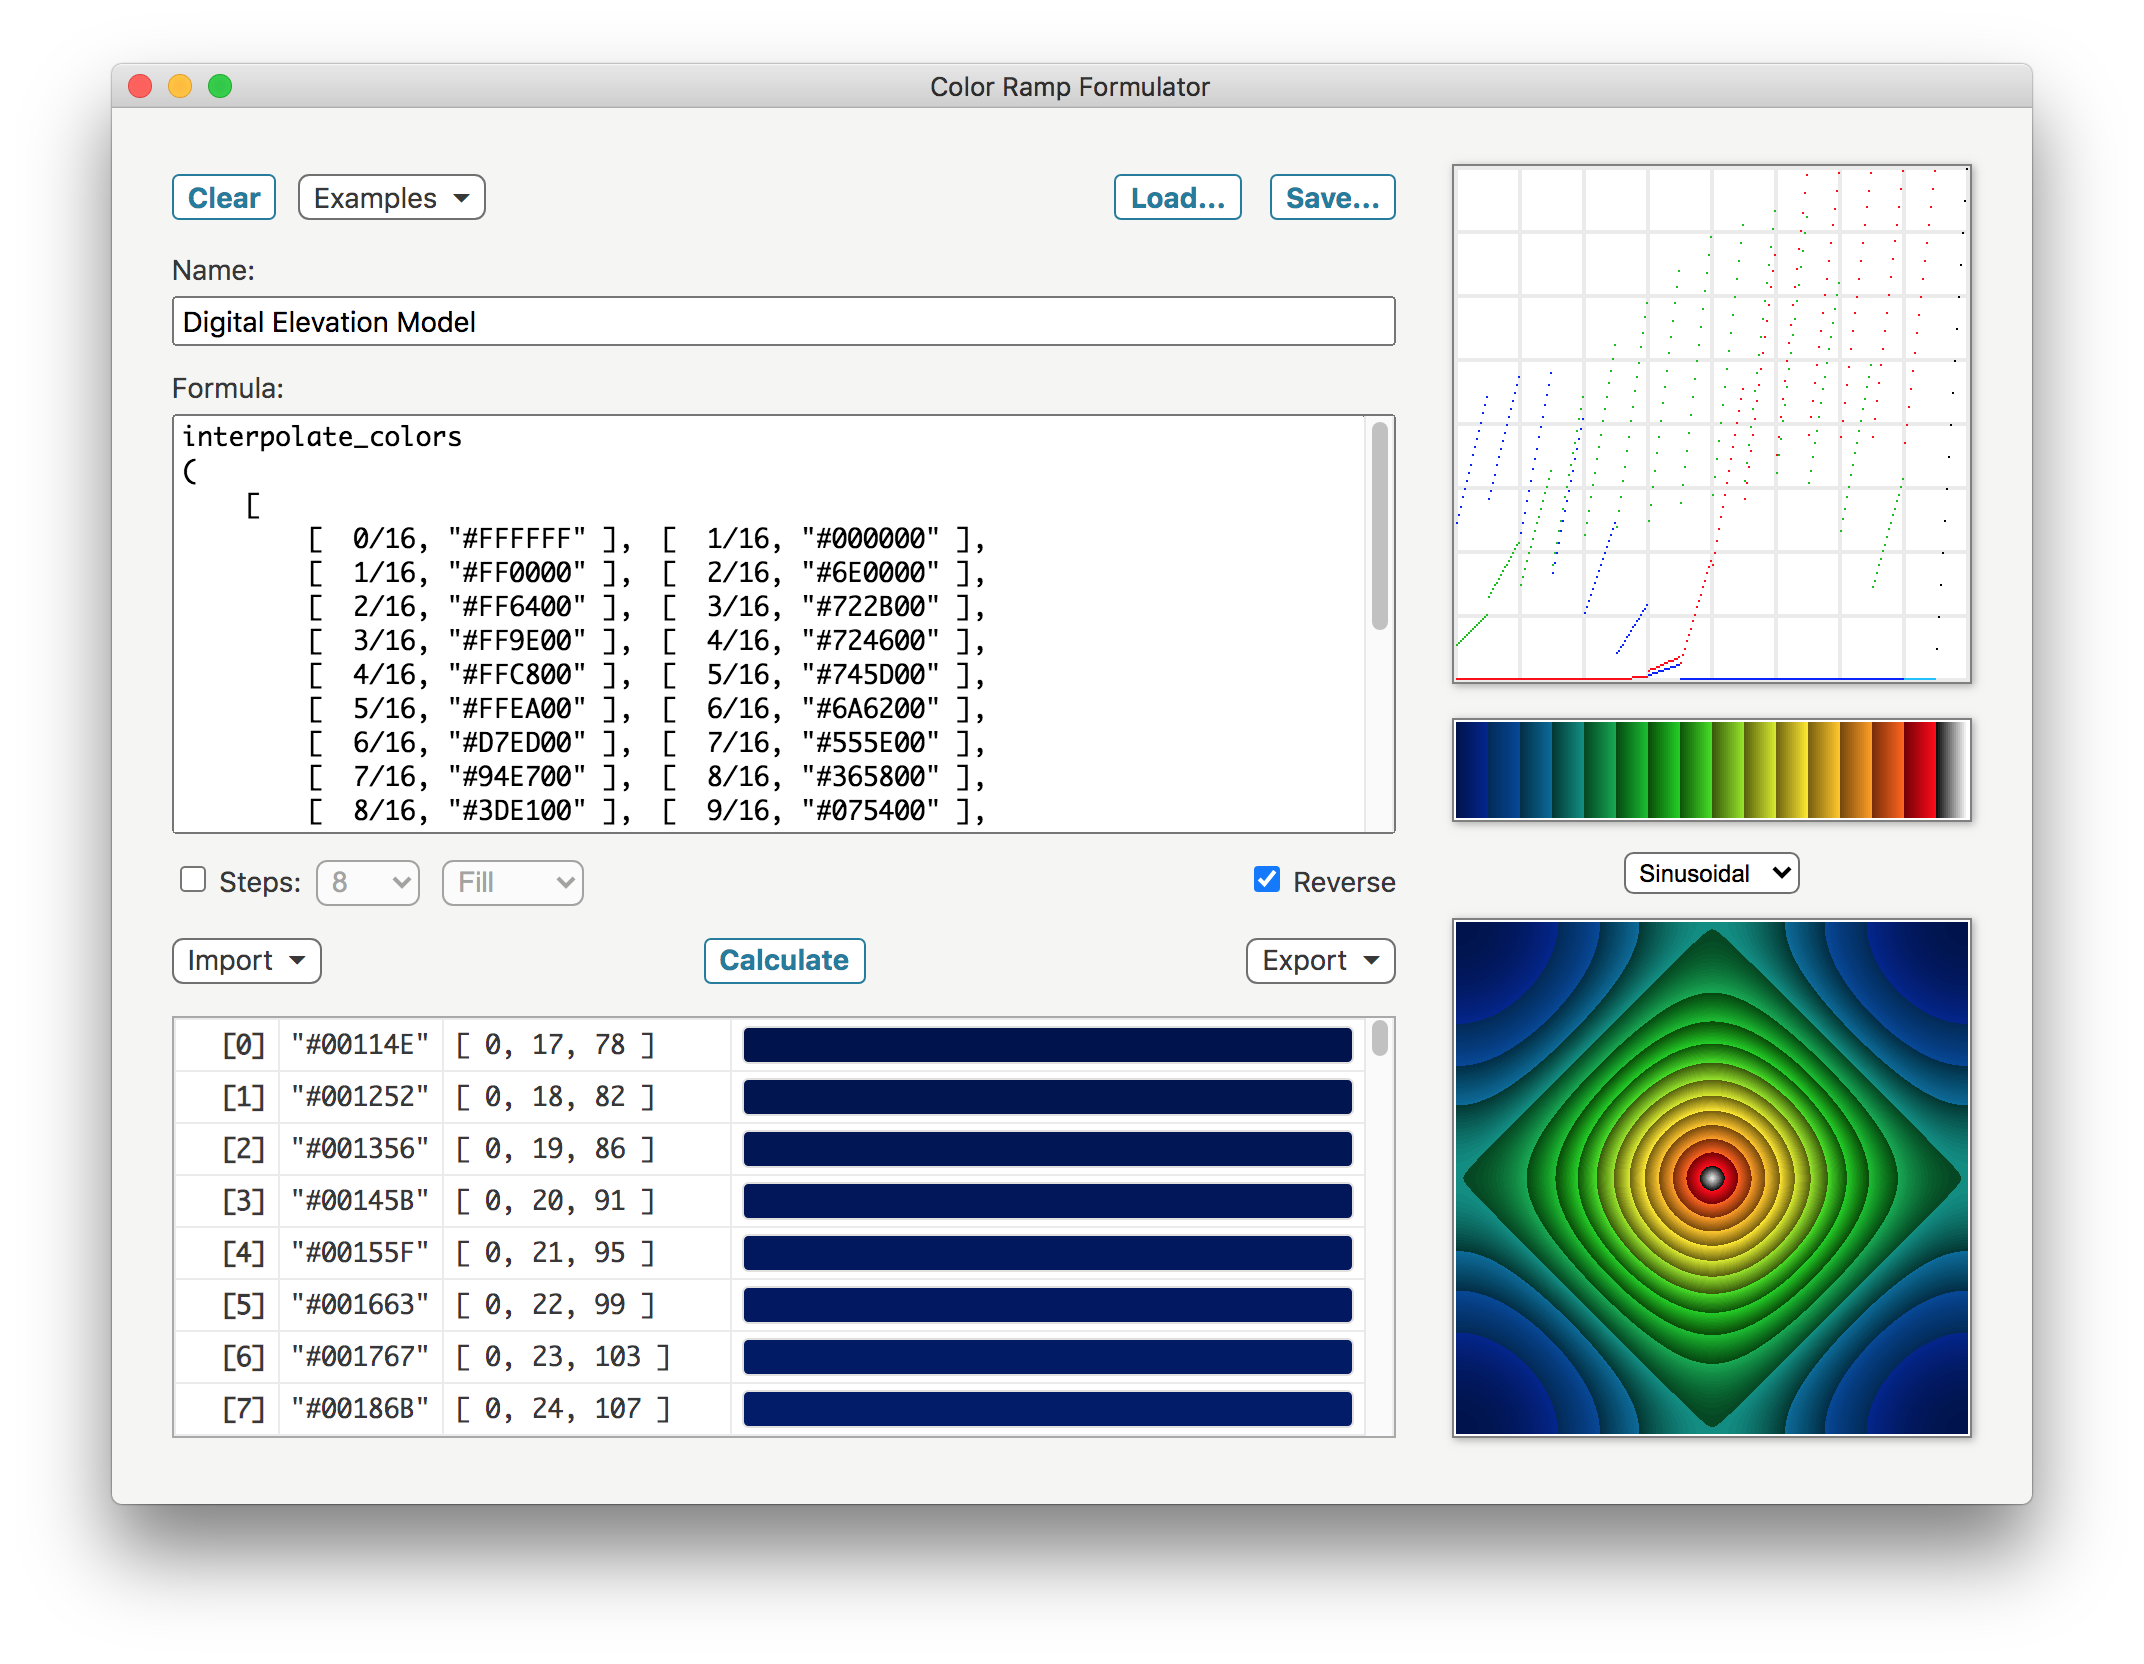 Color Ramp Formulator
Clear Examples Load... Save...
Name:
Digital Elevation Model
Formula:
interpolate_colors
(
[
[ 0/16, "#FFFFFF" ], [ 1/16, "#000000" ],
[ 1/16, "#FF0000" ], [ 2/16, "#6E0000" ],
[ 2/16, "#FF6400" ], [ 3/16, "#722B00" ],
[ 3/16, "#FF9E00" ], [ 4/16, "#724600" ],
[ 4/16, "#FFC800" ], [ 5/16, "#745D00" ],
[ 5/16, "#FFEA00" ], [ 6/16, "#6A6200" ],
[ 6/16, "#D7ED00" ], [ 7/16, "#555E00" ],
[ 7/16, "#94E700" ], [ 8/16, "#365800" ],
[ 8/16, "#3DE100" ], [ 9/16, "#075400" ],
Steps: 8 Fill Reverse
Sinusoidal
Import Calculate Export
[0] "#00114E" [ 0, 17, 78 ]
[1] "#001252" [ 0, 18, 82 ]
[2] "#001356" [ 0, 19, 86 ]
[3] "#00145B" [ 0, 20, 91 ]
[4] "#00155F" [ 0, 21, 95 ]
[5] "#001663" [ 0, 22, 99 ]
[6] "#001767" [ 0, 23, 103 ]
[7] "#00186B" [ 0, 24, 107 ]